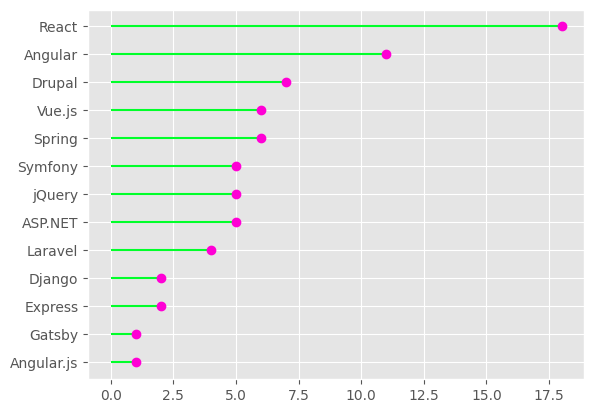 React
Angular
Drupal
Vue.js
Spring
Symfony
jQuery
ASP.NET
Laravel
Django
Express
Gatsby
Angular.js
0.0 2.5 5.0 7.5 10.0 12.5 15.0 17.5